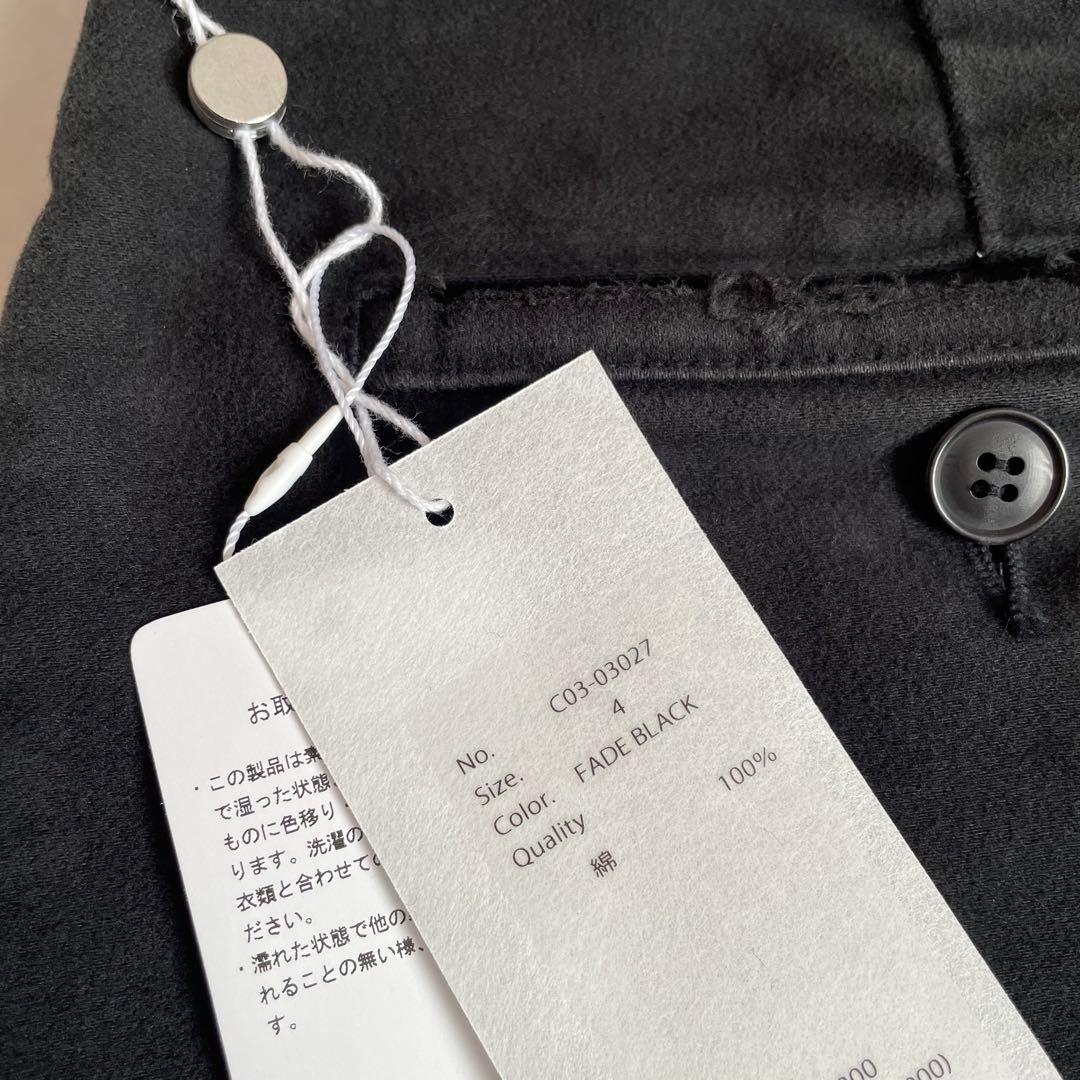 No. C03-03027
Size. 4
Color. FADE BLACK
Quality
綿 100%
お取
・この製品は素
で湿った状態
ものに色移り・
ります。洗濯の
衣類と合わせての
ださい。
・濡れた状態で他の
れることの無い様、
す。